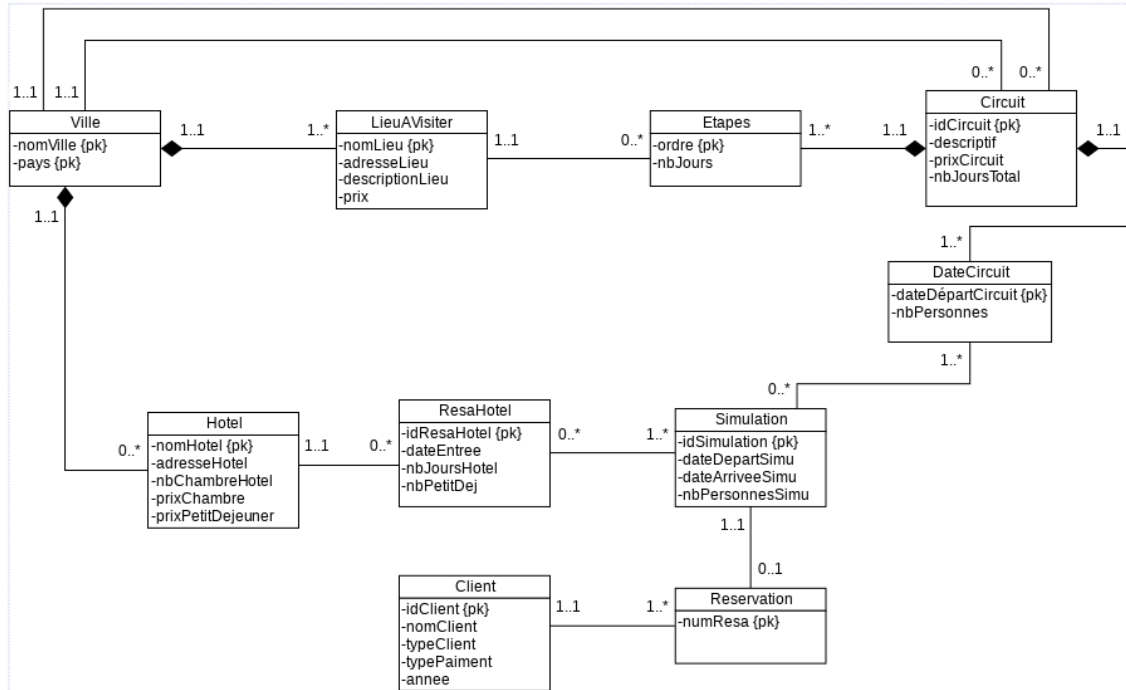 0..* 0..*
1..1 1..1
Ville
-nomVille {pk}
-pays {pk}
1..1 1..*
LieuAVisiter
-nomLieu {pk}
-adresseLieu
-descriptionLieu
-prix
1..1 0..*
Etapes
-ordre {pk}
-nbJours
1..* 1..1
Circuit
-idCircuit {pk}
-descriptif
-prixCircuit
-nbJoursTotal
1..1
1..1
1..*
DateCircuit
-dateDépartCircuit {pk}
-nbPersonnes
1..*
0..*
0..*
Hotel
-nomHotel {pk}
-adresseHotel
-nbChambreHotel
-prixChambre
-prixPetitDejeuner
1..1 0..*
ResaHotel
-idResaHotel {pk}
-dateEntree
-nbJoursHotel
-nbPetitDej
0..* 1..*
Simulation
-idSimulation {pk}
-dateDepartSimu
-dateArriveeSimu
-nbPersonnesSimu
1..1
0..1
Client
-idClient {pk}
-nomClient
-typeClient
-typePaiment
-annee
1..1 1..*
Reservation
-numResa {pk}